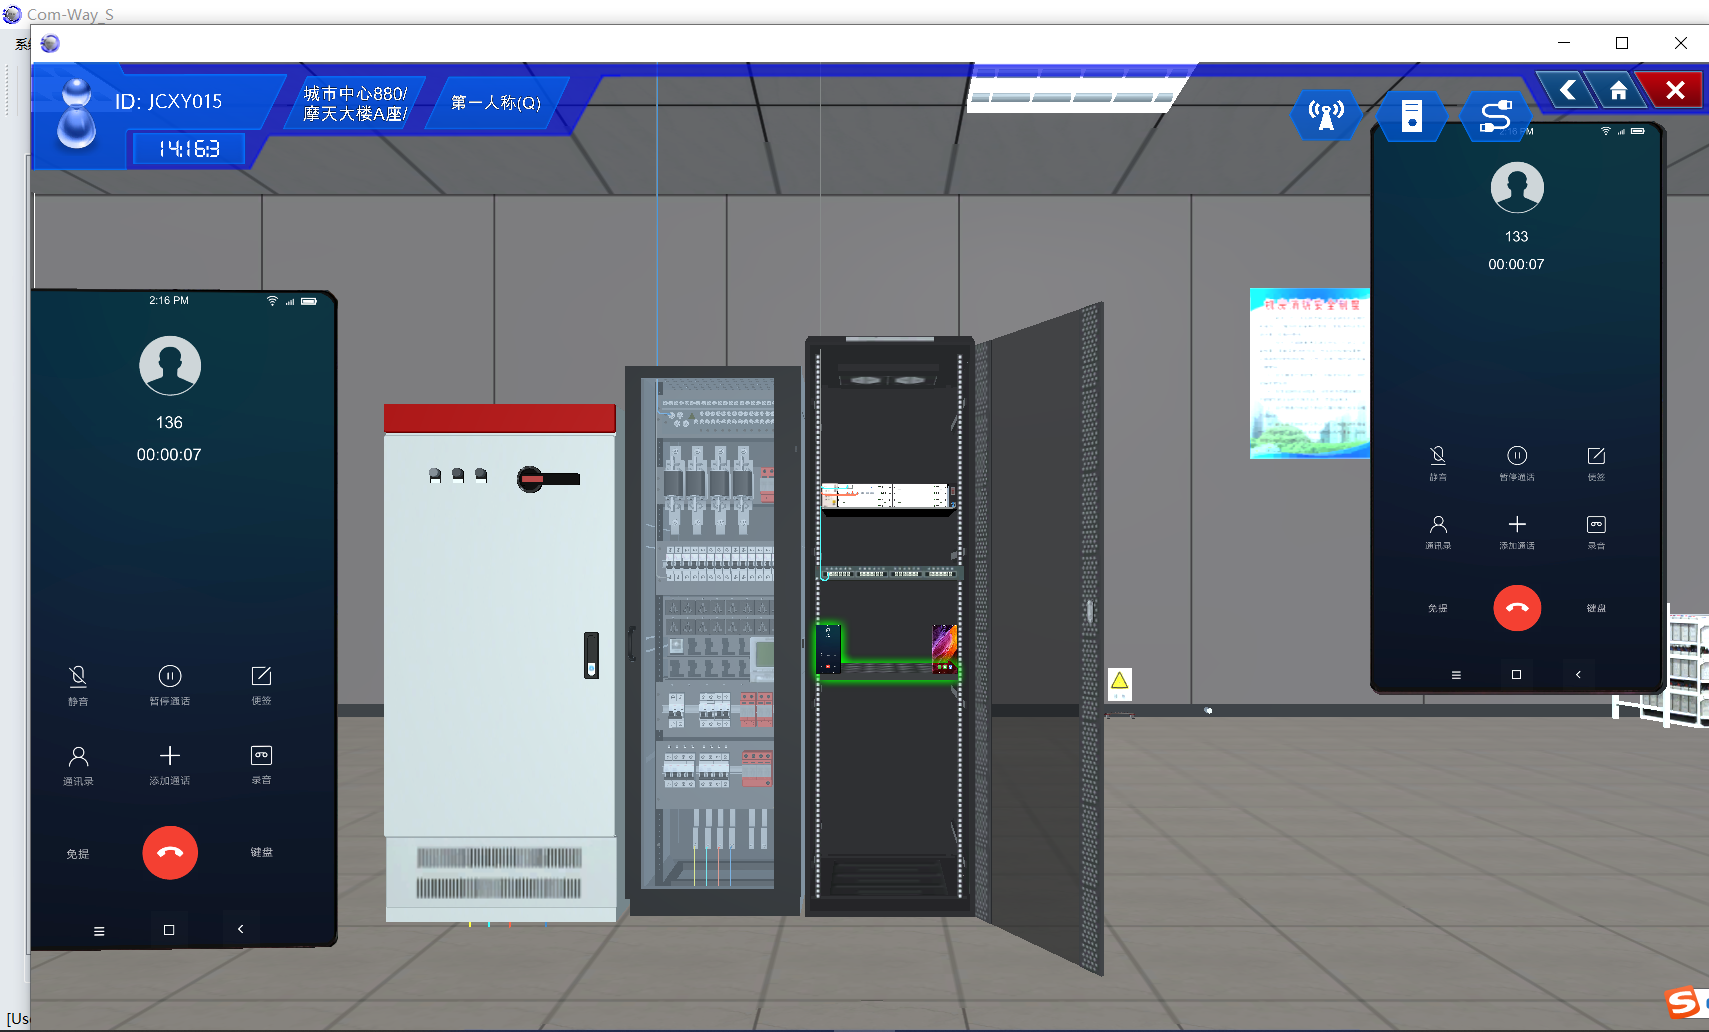 Com-Way_S
ID: JCXY015
城市中心880/
摩天大楼A座/
第一人称(Q)
14:16:3
2:16 PM
136
00:00:07
静音
暂停通话
便签
通讯录
添加通话
录音
免提
键盘
2:16 PM
133
00:00:07
静音
暂停通话
便签
通讯录
添加通话
录音
免提
键盘